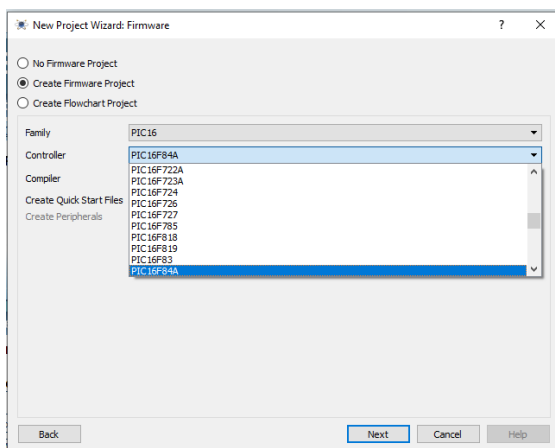 New Project Wizard: Firmware ? ×
No Firmware Project
Create Firmware Project
Create Flowchart Project
Family PIC16
Controller PIC16F84A
PIC16F722A
Compiler PIC16F723A
PIC16F724
Create Quick Start Files PIC16F726
Create Peripherals PIC16F727
PIC16F785
PIC16F818
PIC16F819
PIC16F83
PIC16F84A
Back Next Cancel Help